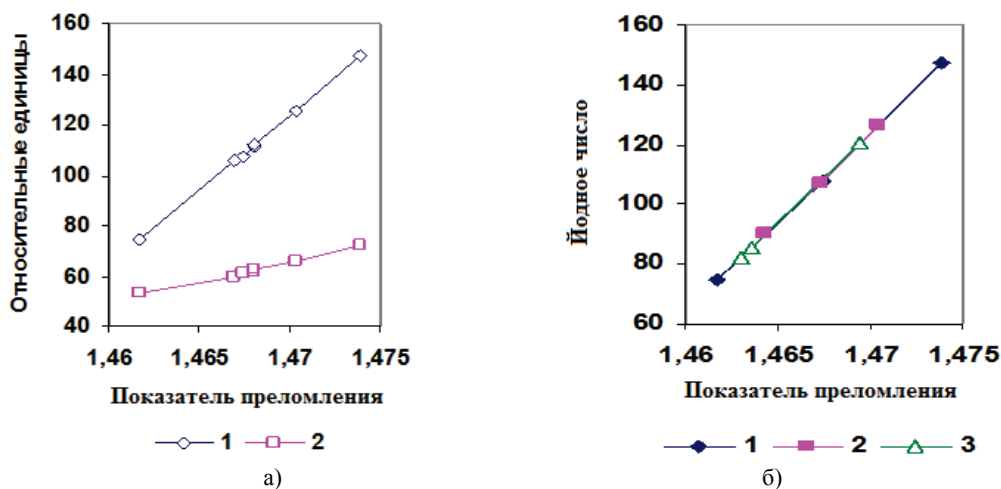 Относительные единицы
160
140
120
100
80
60
40
1,46 1,465 1,47 1,475
Показатель преломления
1 2
а)
Йодное число
160
140
120
100
80
60
1,46 1,465 1,47 1,475
Показатель преломления
1 2 3
б)